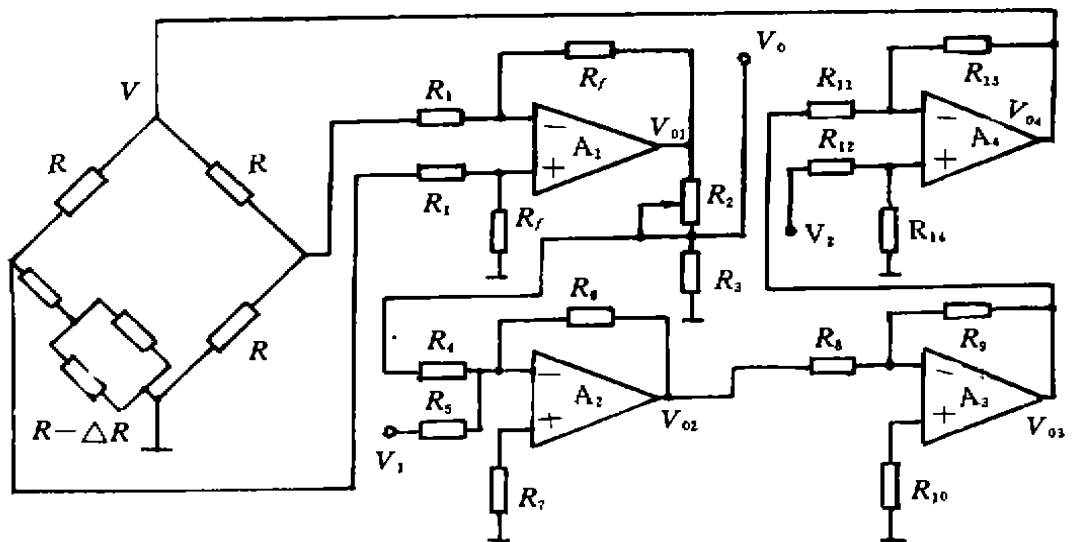 V
R
R
R
R-△R
R₁
R_f
A₁
V₀₁
R₁
R_f
R₂
R₃
V₀
R₄
R₅
V₁
R₆
A₂
V₀₂
R₇
R₈
R₉
A₃
V₀₃
R₁₀
R₁₁
R₁₃
A₄
V₀₄
R₁₂
V₂
R₁₄
- + - + - + - +